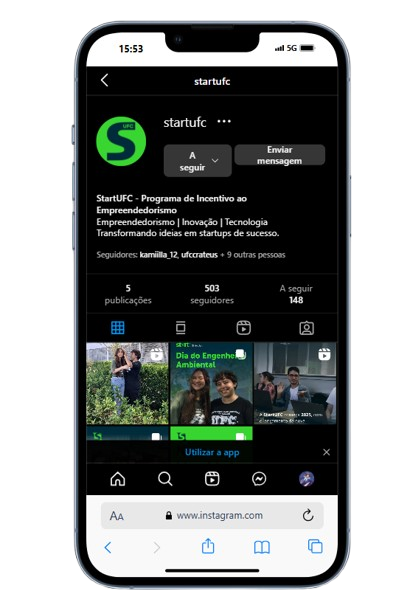 15:53
5G
startufc
UFC
S
startufc
A
seguir
Enviar
mensagem
StartUFC - Programa de Incentivo ao
Empreendedorismo
Empreendedorismo | Inovação | Tecnologia
Transformando ideias em startups de sucesso.
Seguidores: kamiilla_12, ufccrateus + 9 outras pessoas
5
publicações
503
seguidores
A seguir
148
Dia do Engenhe
Ambiental
UFC
Utilizar a app
AA
www.instagram.com